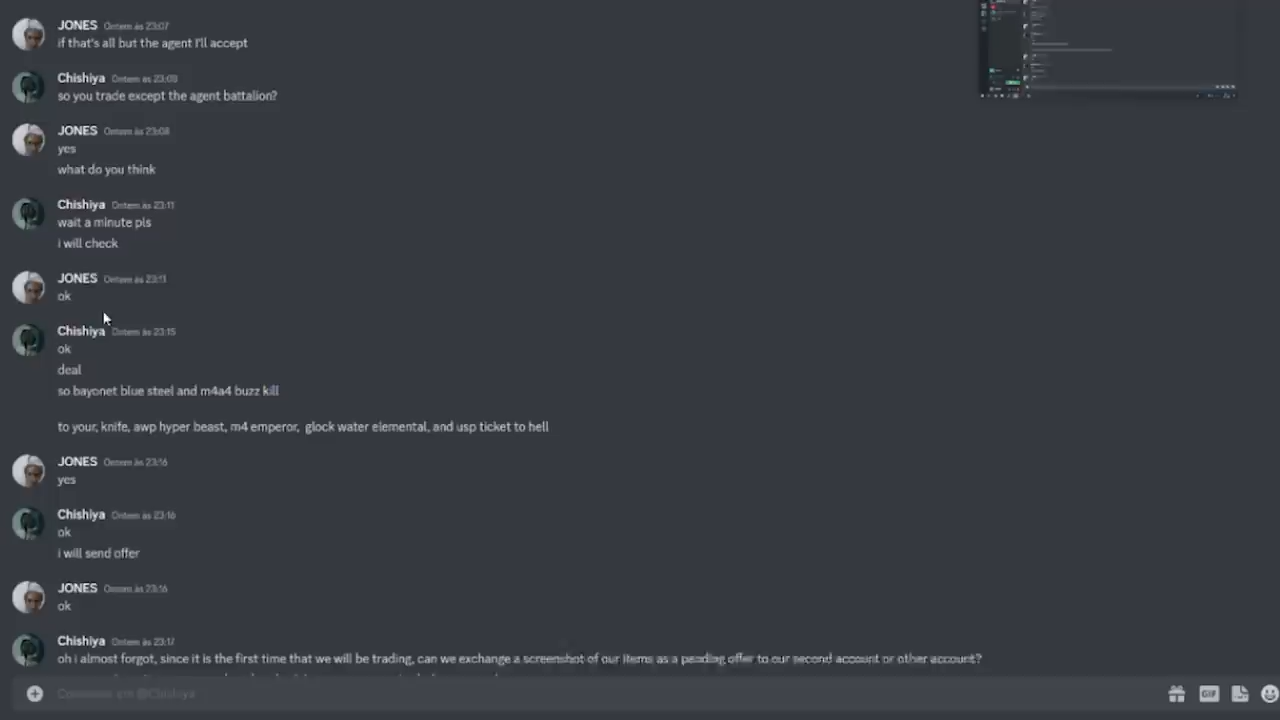 JONES Ontem às 23:07
if that's all but the agent I'll accept
Chishiya Ontem às 23:08
so you trade except the agent battalion?
JONES Ontem às 23:08
yes
what do you think
Chishiya Ontem às 23:11
wait a minute pls
i will check
JONES Ontem às 23:11
ok
Chishiya Ontem às 23:15
ok
deal
so bayonet blue steel and m4a4 buzz kill
to your, knife, awp hyper beast, m4 emperor, glock water elemental, and usp ticket to hell
JONES Ontem às 23:16
yes
Chishiya Ontem às 23:16
ok
i will send offer
JONES Ontem às 23:16
ok
Chishiya Ontem às 23:17
oh i almost forgot, since it is the first time that we will be trading, can we exchange a screenshot of our items as a pending offer to our second account or other account?
Conversar em @Chishiya
GIF